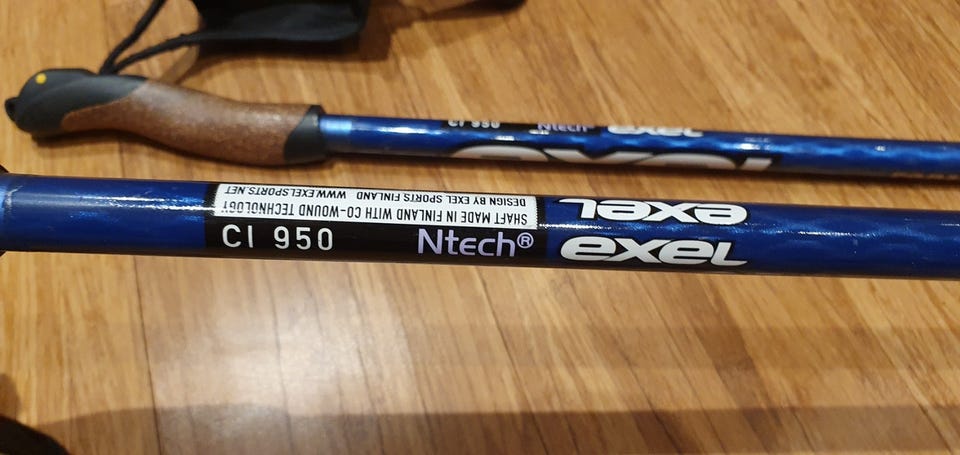 CI 950 Ntech® exel
exel
SHAFT MADE IN FINLAND WITH CO-WOUND TECHNOLOGY
DESIGN BY EXEL SPORTS, FINLAND WWW.EXELSPORTS.NET
exel
CI 950 Ntech® exel